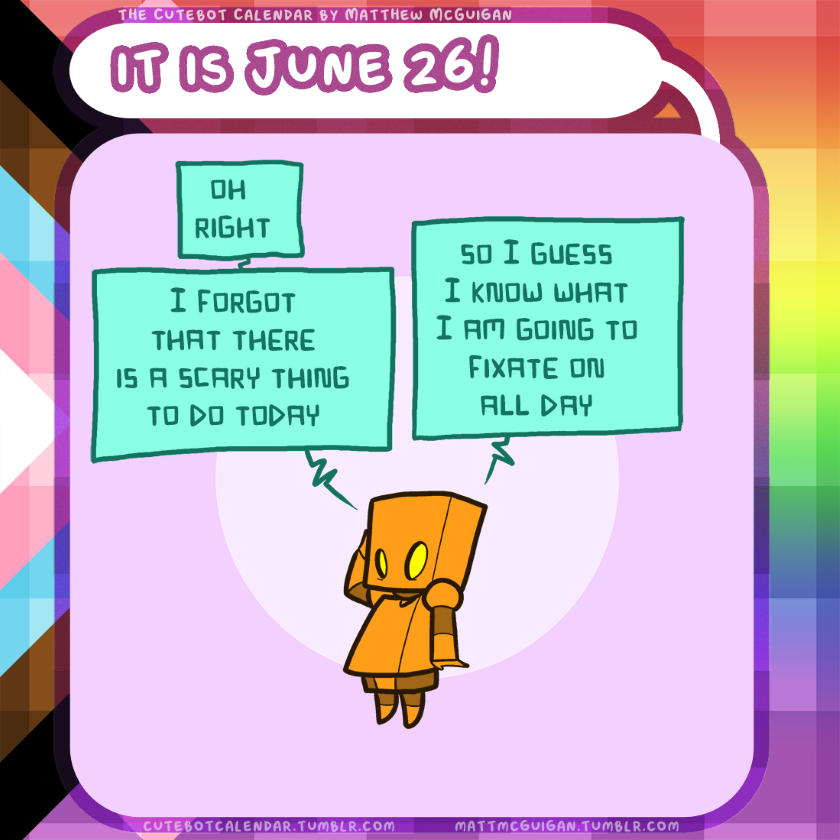 THE CUTEBOT CALENDAR BY MATTHEW MCGUIGAN
IT IS JUNE 26!
OH
RIGHT
I FORGOT
THAT THERE
IS A SCARY THING
TO DO TODAY
SO I GUESS
I KNOW WHAT
I AM GOING TO
FIXATE ON
ALL DAY
CUTEBOTCALENDAR.TUMBLR.COM
MATTMCGUIGAN.TUMBLR.COM